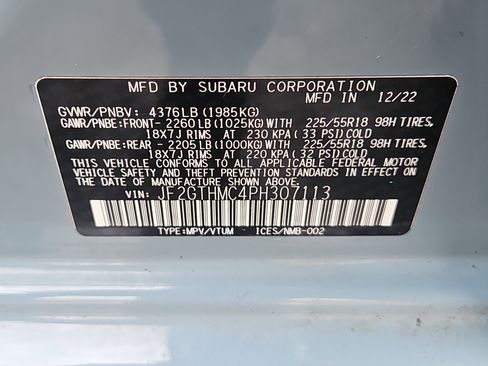 MFD BY SUBARU CORPORATION
MFD IN 12/22
GVWR/PNBV: 4376LB(1985KG)
GAWR/PNBE:FRONT- 2260LB(1025KG)WITH 225/55R18 98H TIRES,
18X7J RIMS AT 230 KPA(33 PSI)COLD
GAWR/PNBE:REAR - 2205LB(1000KG)WITH 225/55R18 98H TIRES,
18X7J RIMS AT 220 KPA(32 PSI)COLD
THIS VEHICLE CONFORMS TO ALL APPLICABLE FEDERAL MOTOR
VEHICLE SAFETY AND THEFT PREVENTION STANDARDS IN EFFECT ON THE
DATE OF MANUFACTURE SHOWN ABOVE.
VIN: JF2GTHMC4PH307113
TYPE:MPV/VTUM ICES/NMB-002